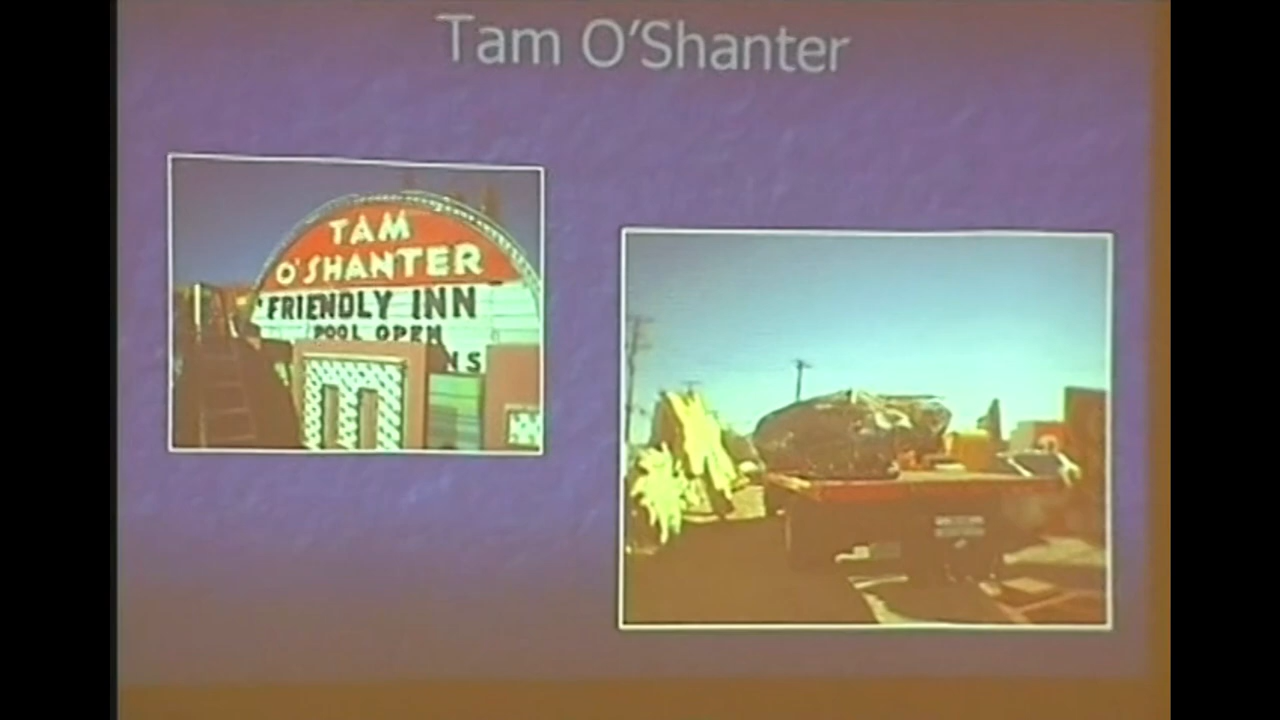 Tam O'Shanter
TAM
O'SHANTER
"FRIENDLY INN
POOL OPEN